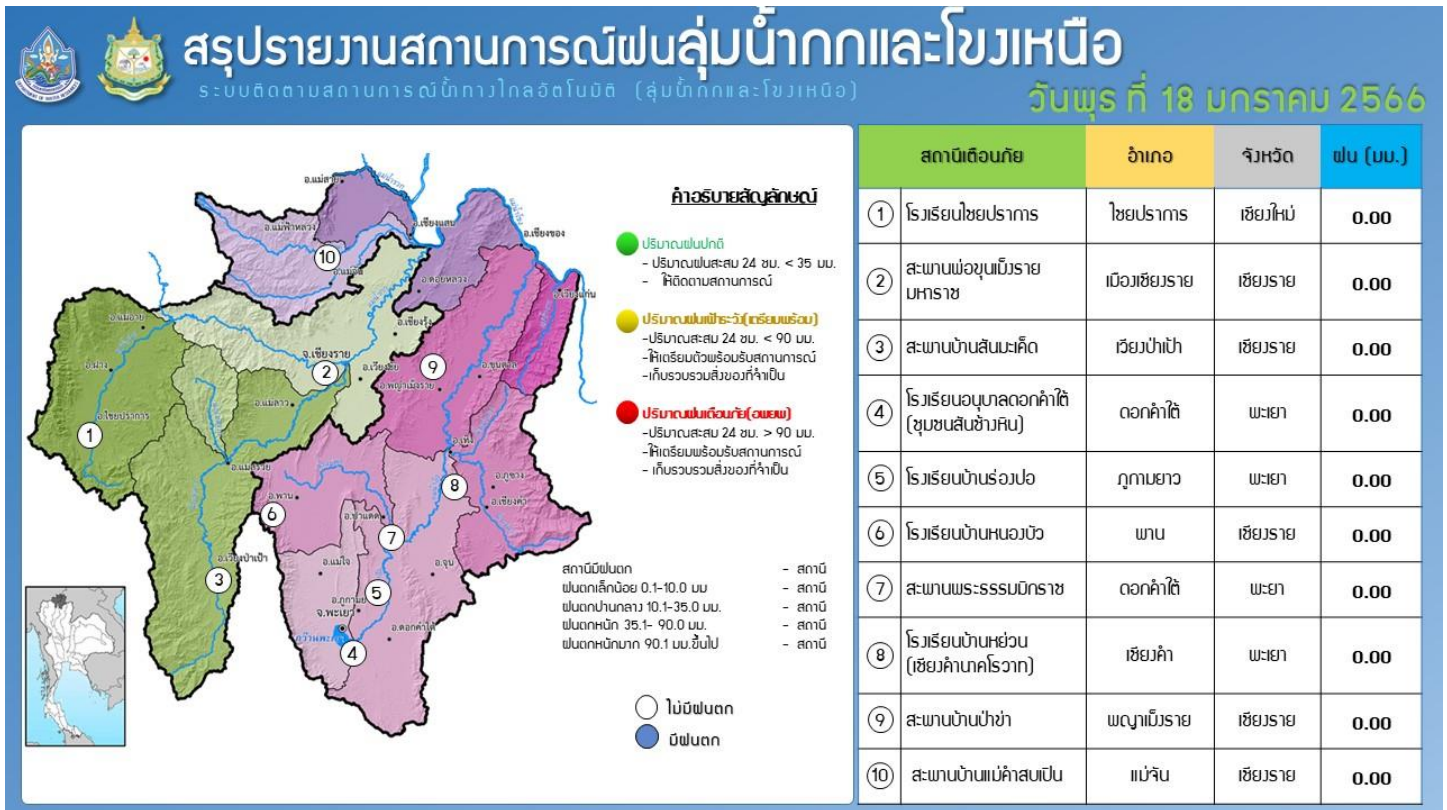 สรุปรายงานสถานการณ์ฝนลุ่มน้ำกกและโขงเหนือ
ระบบติดตามสถานการณ์น้ำทางไกลอัตโนมัติ (ลุ่มน้ำกกและโขงเหนือ)
วันพุธ ที่ 18 มกราคม 2566
อ.แม่สาย
อ.แม่ฟ้าหลวง
อ.เชียงแสน
อ.เชียงของ
10
อ.ดอยหลวง
อ.เวียงแก่น
อ.แม่อาย
อ.เชียงรุ้ง
จ.เชียงราย
2
9
อ.ฝาง
อ.พญาเม็งราย
อ.ขุนตาล
อ.ไชยปราการ
อ.แม่ลาว
1
อ.เทิง
อ.แม่สรวย
8
อ.ภูซาง
อ.เชียงคำ
อ.พาน
6
อ.ป่าแดด
7
อ.เวียงป่าเป้า
3
อ.แม่ใจ
อ.จุน
5
จ.พะเยา
กว๊านพะเยา
อ.ดอกคำใต้
4
คำอธิบายสัญลักษณ์
ปริมาณฝนปกติ
- ปริมาณฝนสะสม 24 ชม. < 35 มม.
- ให้ติดตามสถานการณ์
ปริมาณฝนเฝ้าระวัง(เตรียมพร้อม)
-ปริมาณสะสม 24 ชม. < 90 มม.
-ให้เตรียมตัวพร้อมรับสถานการณ์
-เก็บรวบรวมสิ่งของที่จำเป็น
ปริมาณฝนเตือนภัย(อพยพ)
-ปริมาณสะสม 24 ชม. > 90 มม.
-ให้เตรียมพร้อมรับสถานการณ์
- เก็บรวบรวมสิ่งของที่จำเป็น
สถานีมีฝนตก - สถานี
ฝนตกเล็กน้อย 0.1-10.0 มม - สถานี
ฝนตกปานกลาง 10.1-35.0 มม. - สถานี
ฝนตกหนัก 35.1- 90.0 มม. - สถานี
ฝนตกหนักมาก 90.1 มม.ขึ้นไป - สถานี
ไม่มีฝนตก
มีฝนตก
สถานีเตือนภัย อำเภอ จังหวัด ฝน (มม.)
1 โรงเรียนไชยปราการ ไชยปราการ เชียงใหม่ 0.00
2 สะพานพ่อขุนเม็งราย
มหาราช เมืองเชียงราย เชียงราย 0.00
3 สะพานบ้านสันมะเค็ด เวียงป่าเป้า เชียงราย 0.00
4 โรงเรียนอนุบาลดอกคำใต้
(ชุมชนสันช้างหิน) ดอกคำใต้ พะเยา 0.00
5 โรงเรียนบ้านร่องปอ ภูกามยาว พะเยา 0.00
6 โรงเรียนบ้านหนองบัว พาน เชียงราย 0.00
7 สะพานพระธรรมมิกราช ดอกคำใต้ พะเยา 0.00
8 โรงเรียนบ้านหย่วน
(เชียงคำนาคโรวาท) เชียงคำ พะเยา 0.00
9 สะพานบ้านป่าข่า พญาเม็งราย เชียงราย 0.00
10 สะพานบ้านแม่คำสบเปิน แม่จัน เชียงราย 0.00